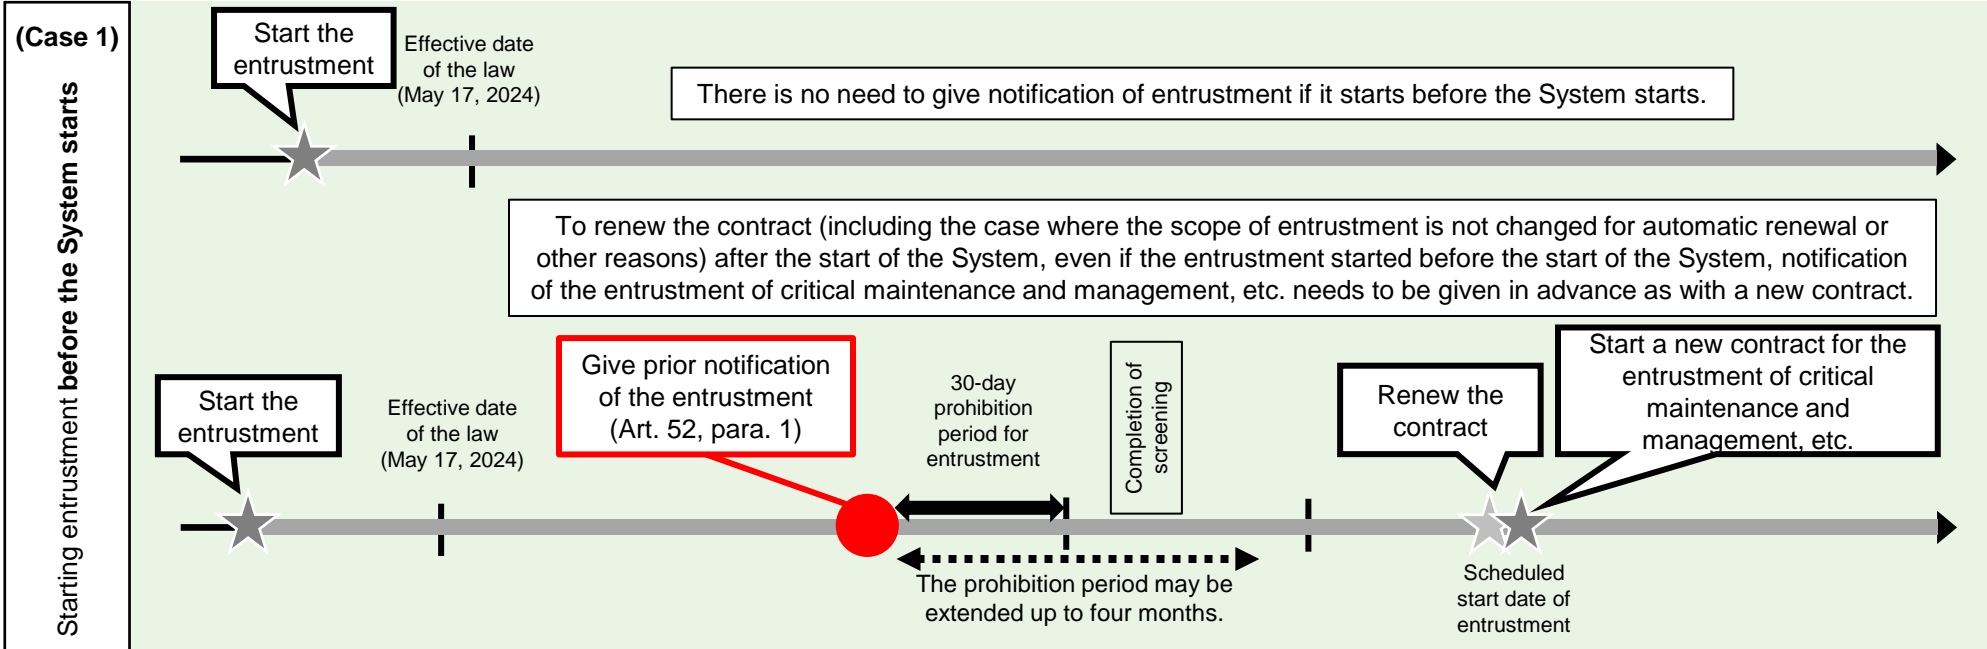 (Case 1)
Starting entrustment before the System starts
Start the
entrustment
Effective date
of the law
(May 17, 2024)
There is no need to give notification of entrustment if it starts before the System starts.
To renew the contract (including the case where the scope of entrustment is not changed for automatic renewal or
other reasons) after the start of the System, even if the entrustment started before the start of the System, notification
of the entrustment of critical maintenance and management, etc. needs to be given in advance as with a new contract.
Start the
entrustment
Effective date
of the law
(May 17, 2024)
Give prior notification
of the entrustment
(Art. 52, para. 1)
30-day
prohibition
period for
entrustment
Completion of
screening
Renew the
contract
Start a new contract for the
entrustment of critical
maintenance and
management, etc.
The prohibition period may be
extended up to four months.
Scheduled
start date of
entrustment